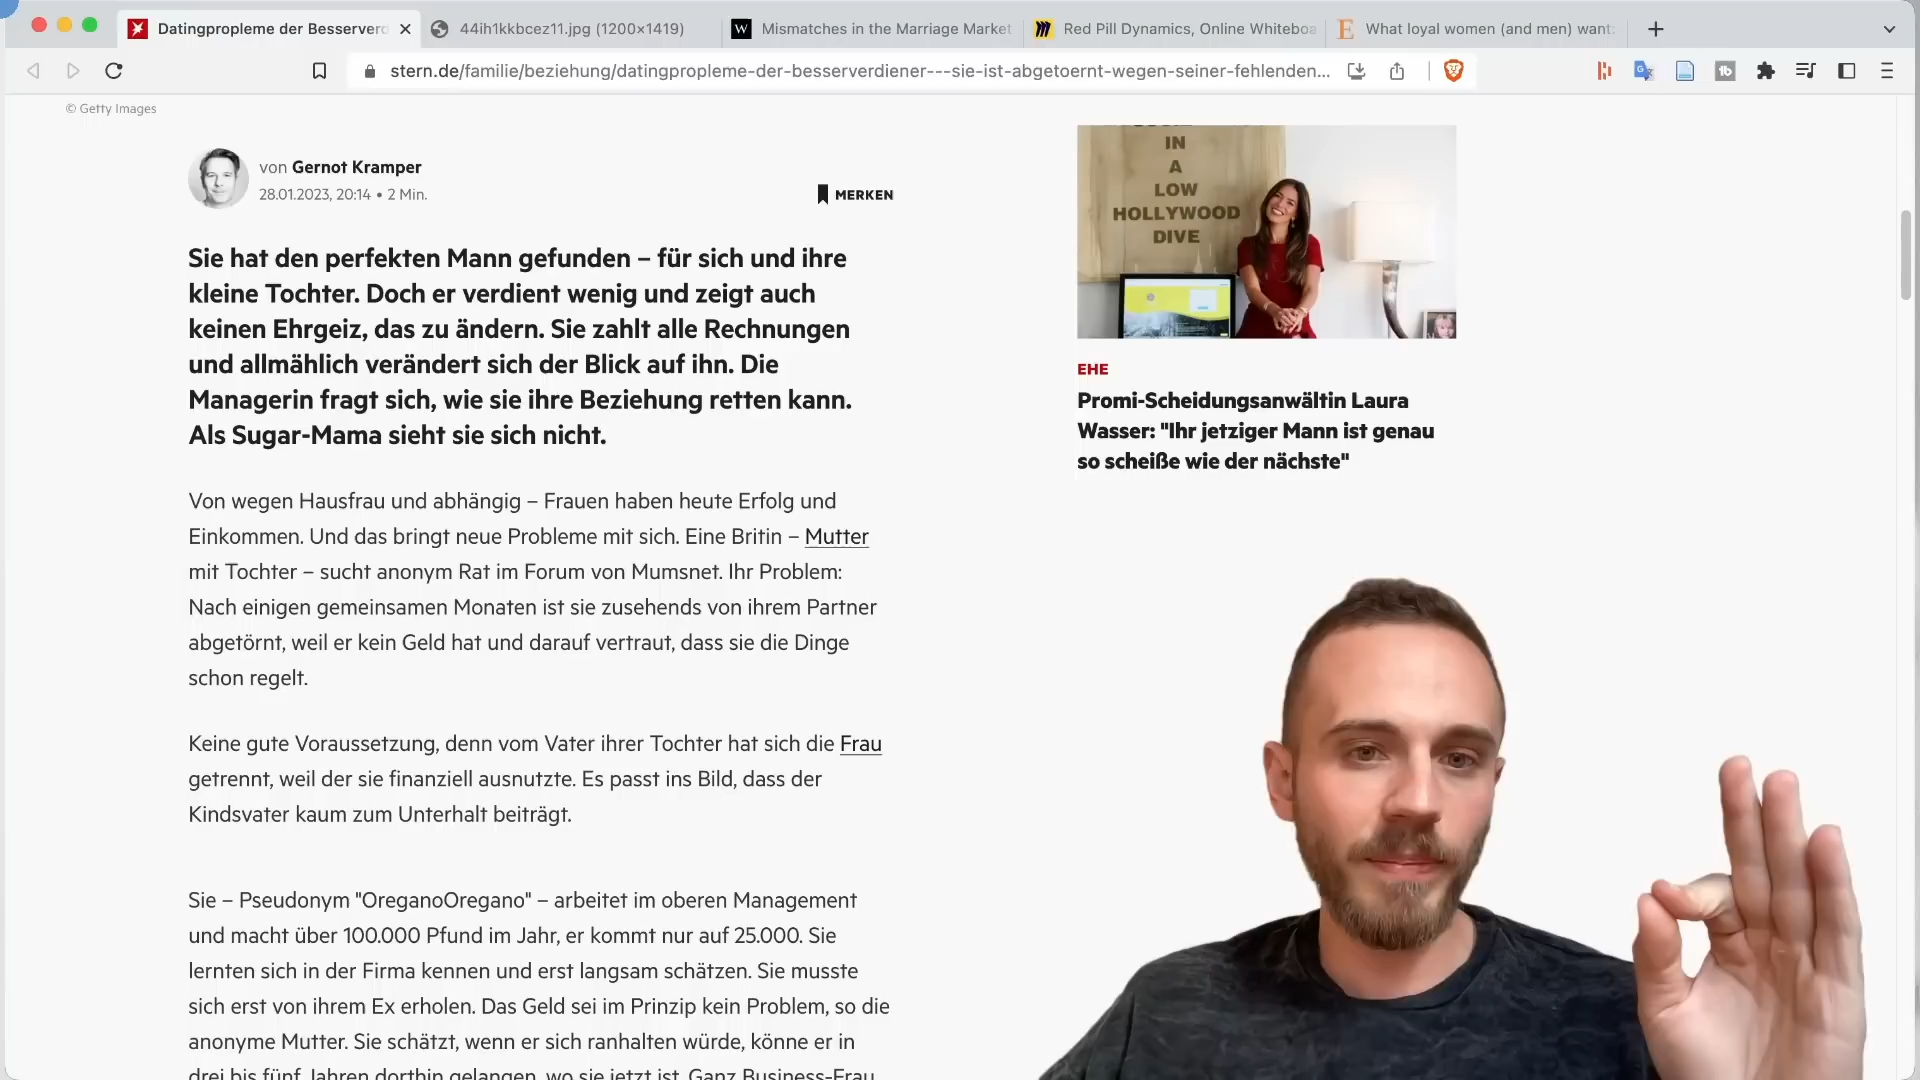 Datingpropleme der Besserverd
44ih1kkbcez11.jpg (1200×1419)
W Mismatches in the Marriage Market
Red Pill Dynamics, Online Whiteboa
E What loyal women (and men) want:
stern.de/familie/beziehung/datingpropleme-der-besserverdiener---sie-ist-abgetoernt-wegen-seiner-fehlenden...
© Getty Images
von Gernot Kramper
28.01.2023, 20:14 • 2 Min.
MERKEN
Sie hat den perfekten Mann gefunden – für sich und ihre
kleine Tochter. Doch er verdient wenig und zeigt auch
keinen Ehrgeiz, das zu ändern. Sie zahlt alle Rechnungen
und allmählich verändert sich der Blick auf ihn. Die
Managerin fragt sich, wie sie ihre Beziehung retten kann.
Als Sugar-Mama sieht sie sich nicht.
Von wegen Hausfrau und abhängig – Frauen haben heute Erfolg und
Einkommen. Und das bringt neue Probleme mit sich. Eine Britin – Mutter
mit Tochter – sucht anonym Rat im Forum von Mumsnet. Ihr Problem:
Nach einigen gemeinsamen Monaten ist sie zusehends von ihrem Partner
abgetörnt, weil er kein Geld hat und darauf vertraut, dass sie die Dinge
schon regelt.
Keine gute Voraussetzung, denn vom Vater ihrer Tochter hat sich die Frau
getrennt, weil der sie finanziell ausnutzte. Es passt ins Bild, dass der
Kindsvater kaum zum Unterhalt beiträgt.
Sie – Pseudonym "OreganoOregano" – arbeitet im oberen Management
und macht über 100.000 Pfund im Jahr, er kommt nur auf 25.000. Sie
lernten sich in der Firma kennen und erst langsam schätzen. Sie musste
sich erst von ihrem Ex erholen. Das Geld sei im Prinzip kein Problem, so die
anonyme Mutter. Sie schätzt, wenn er sich ranhalten würde, könne er in
drei bis fünf Jahren dorthin gelangen, wo sie jetzt ist. Ganz Business-Frau
IN
A
LOW
HOLLYWOOD
DIVE
EHE
Promi-Scheidungsanwältin Laura
Wasser: "Ihr jetziger Mann ist genau
so scheiße wie der nächste"